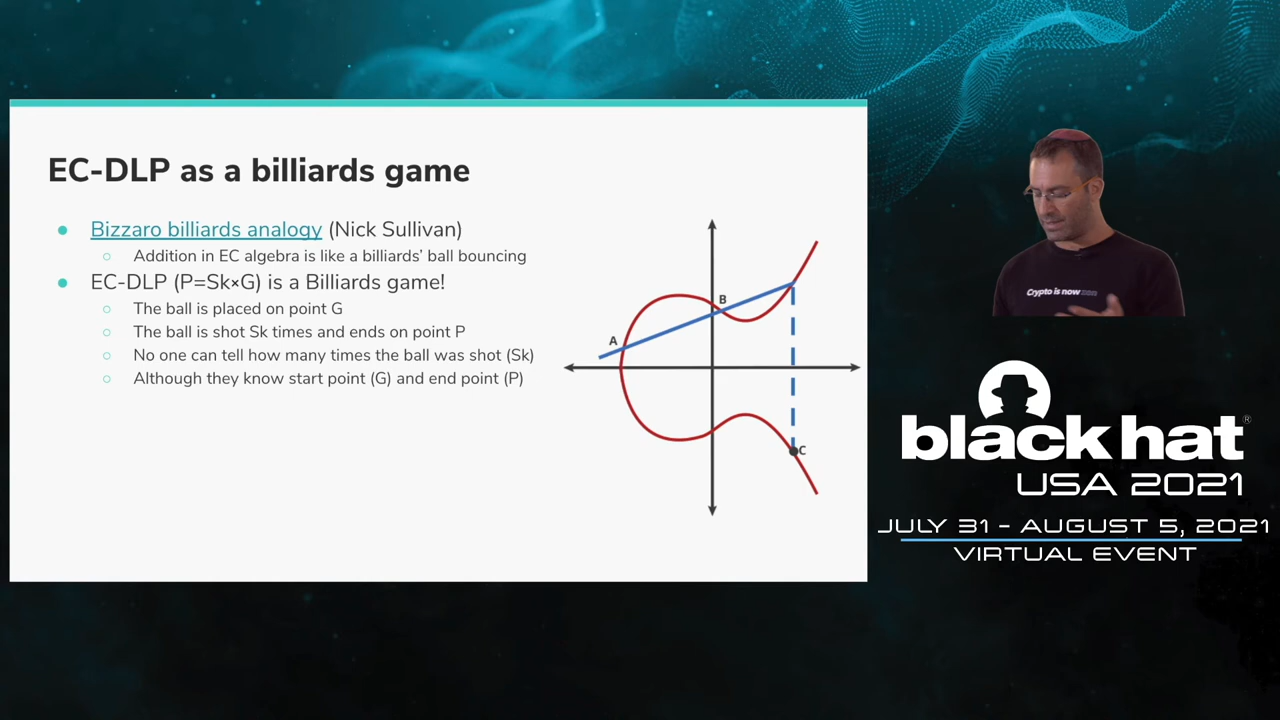 EC-DLP as a billiards game
Bizzaro billiards analogy (Nick Sullivan)
Addition in EC algebra is like a billiards' ball bouncing
EC-DLP (P=Sk×G) is a Billiards game!
The ball is placed on point G
The ball is shot Sk times and ends on point P
No one can tell how many times the ball was shot (Sk)
Although they know start point (G) and end point (P)
A
B
C
Crypto is now zen
black hat®
USA 2021
JULY 31 - AUGUST 5, 2021
VIRTUAL EVENT